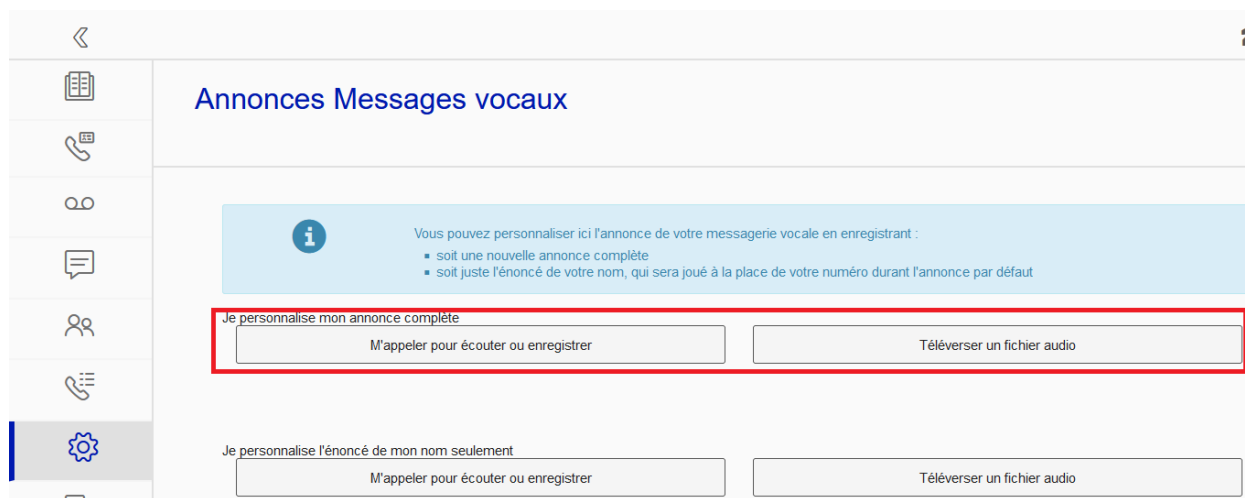 Annonces Messages vocaux
Vous pouvez personnaliser ici l'annonce de votre messagerie vocale en enregistrant :
soit une nouvelle annonce complète
soit juste l'énoncé de votre nom, qui sera joué à la place de votre numéro durant l'annonce par défaut
Je personnalise mon annonce complète
M'appeler pour écouter ou enregistrer
Téléverser un fichier audio
Je personnalise l'énoncé de mon nom seulement
M'appeler pour écouter ou enregistrer
Téléverser un fichier audio